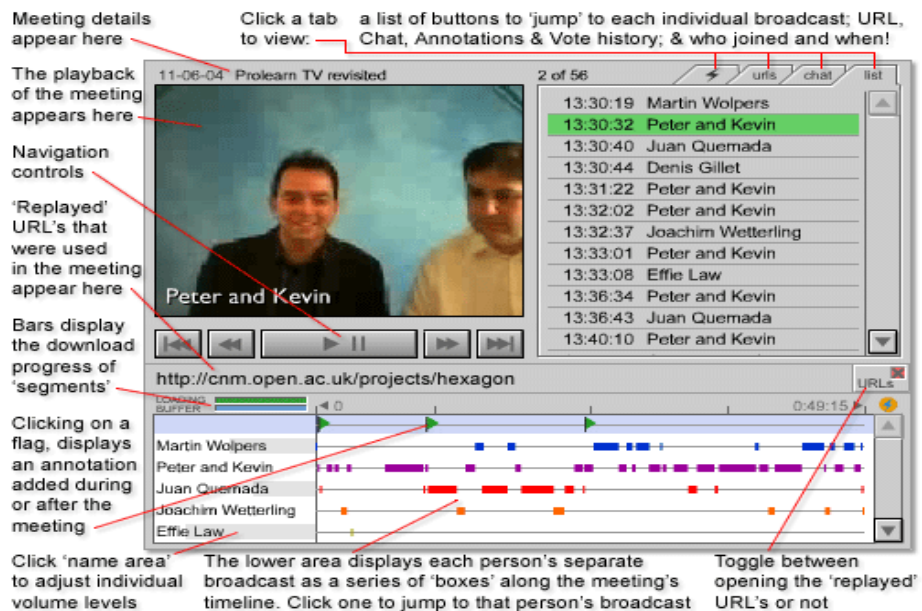 Meeting details
appear here
Click a tab
to view:
a list of buttons to ‘jump’ to each individual broadcast; URL,
Chat, Annotations & Vote history; & who joined and when!
The playback
of the meeting
appears here
Navigation
controls
‘Replayed’
URL's that
were used
in the meeting
appear here
Bars display
the download
progress of
‘segments’
Clicking on a
flag, displays
an annotation
added during
or after the
meeting
Click ‘name area’
to adjust individual
volume levels
11-06-04 Prolearn TV revisited
2 of 56
urls
chat
list
13:30:19 Martin Wolpers
13:30:32 Peter and Kevin
13:30:40 Juan Quemada
13:30:44 Denis Gillet
13:31:22 Peter and Kevin
13:32:02 Peter and Kevin
13:32:37 Joachim Wetterling
13:33:01 Peter and Kevin
13:33:08 Effie Law
13:36:34 Peter and Kevin
13:36:43 Juan Quemada
13:40:10 Peter and Kevin
Peter and Kevin
http://cnm.open.ac.uk/projects/hexagon
URLs
LOADING
BUFFER
0
0:49:15
Martin Wolpers
Peter and Kevin
Juan Quemada
Joachim Wetterling
Effie Law
The lower area displays each person's separate
broadcast as a series of ‘boxes’ along the meeting's
timeline. Click one to jump to that person's broadcast
Toggle between
opening the ‘replayed’
URL's or not